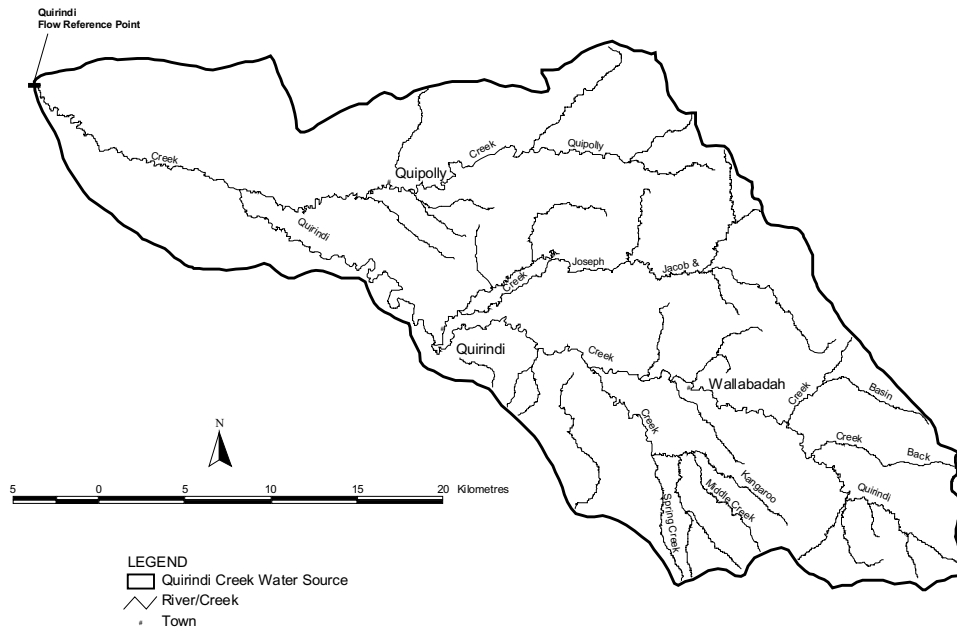 Quirindi
Flow Reference Point
Creek
Quipolly
Creek
Quipolly
Quirindi
Creek
Joseph
Jacob &
Quirindi
Creek
Wallabadah
Creek
Basin
Creek
Back
Quirindi
Creek
Kangaroo
Middle Creek
Spring Creek
N
5 0 5 10 15 20 Kilometres
LEGEND
Quirindi Creek Water Source
River/Creek
Town